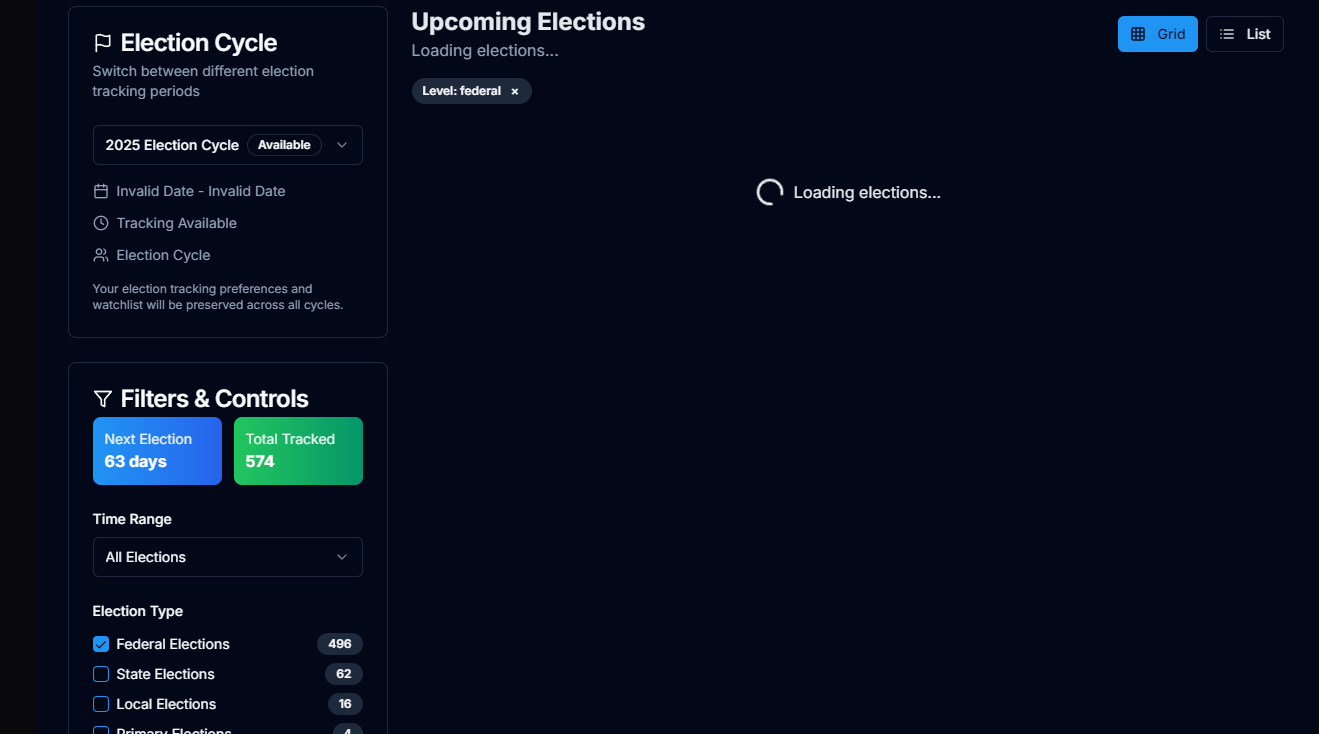 Election Cycle
Switch between different election
tracking periods
2025 Election Cycle Available
Invalid Date - Invalid Date
Tracking Available
Election Cycle
Your election tracking preferences and
watchlist will be preserved across all cycles.
Filters & Controls
Next Election
63 days
Total Tracked
574
Time Range
All Elections
Election Type
Federal Elections 496
State Elections 62
Local Elections 16
Primary Elections 4
Upcoming Elections
Loading elections...
Grid
List
Level: federal ×
Loading elections...